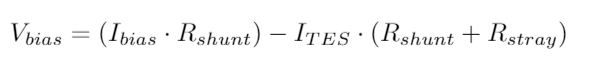 V_{bias} = (I_{bias} · R_{shunt}) − I_{TES} · (R_{shunt} + R_{stray})